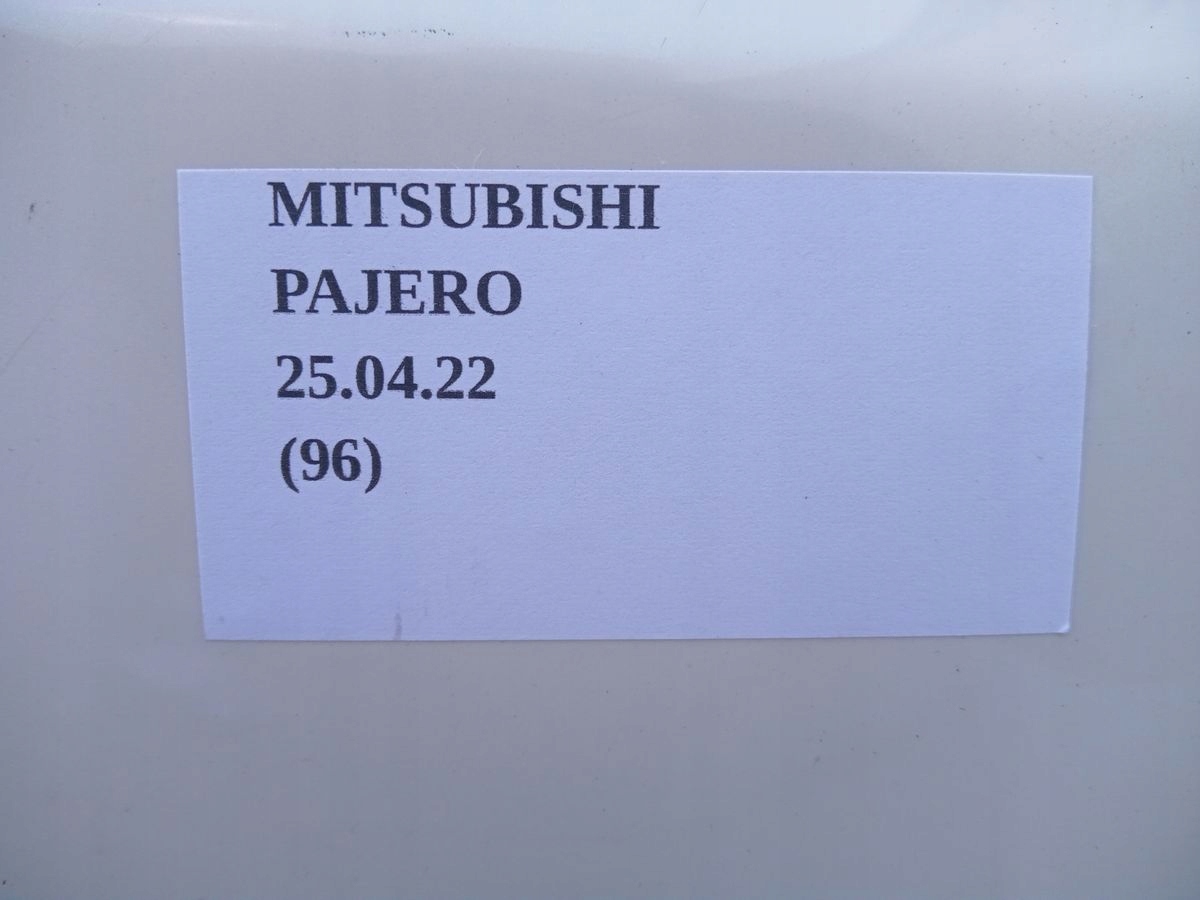 MITSUBISHI
PAJERO
25.04.22
(96)